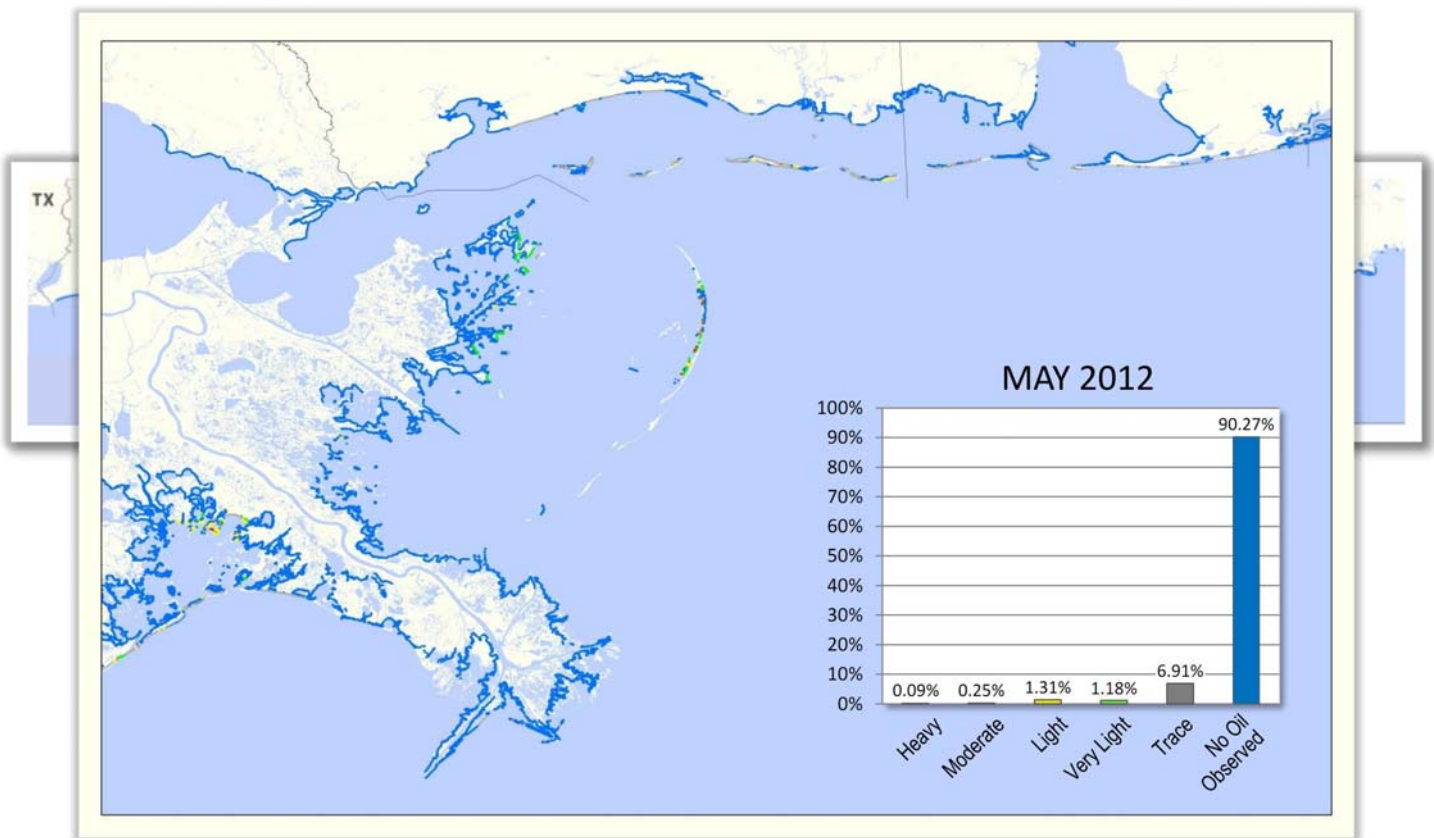 TX
MAY 2012
100%
90%
80%
70%
60%
50%
40%
30%
20%
10%
0%
0.09%
0.25%
1.31%
1.18%
6.91%
90.27%
Heavy
Moderate
Light
Very Light
Trace
No Oil
Observed